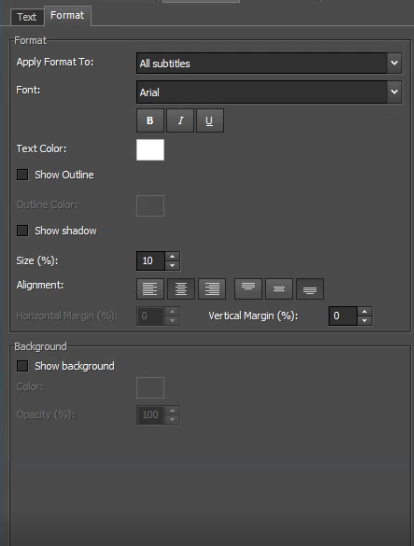 Text Format
Format
Apply Format To: All subtitles
Font: Arial
B I U
Text Color:
Show Outline
Outline Color:
Show shadow
Size (%): 10
Alignment:
Horizontal Margin (%): 0 Vertical Margin (%): 0
Background
Show background
Color:
Opacity (%): 100